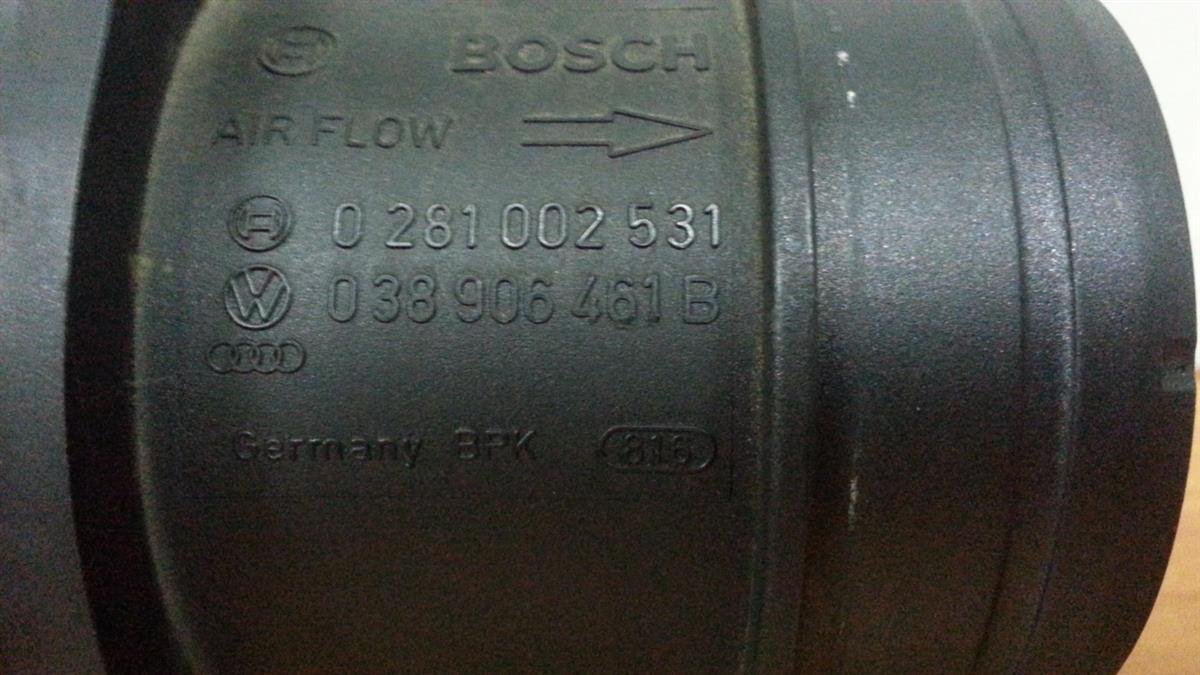 BOSCH
AIR FLOW
0 281 002 531
038 906 461 B
Germany BPK 816